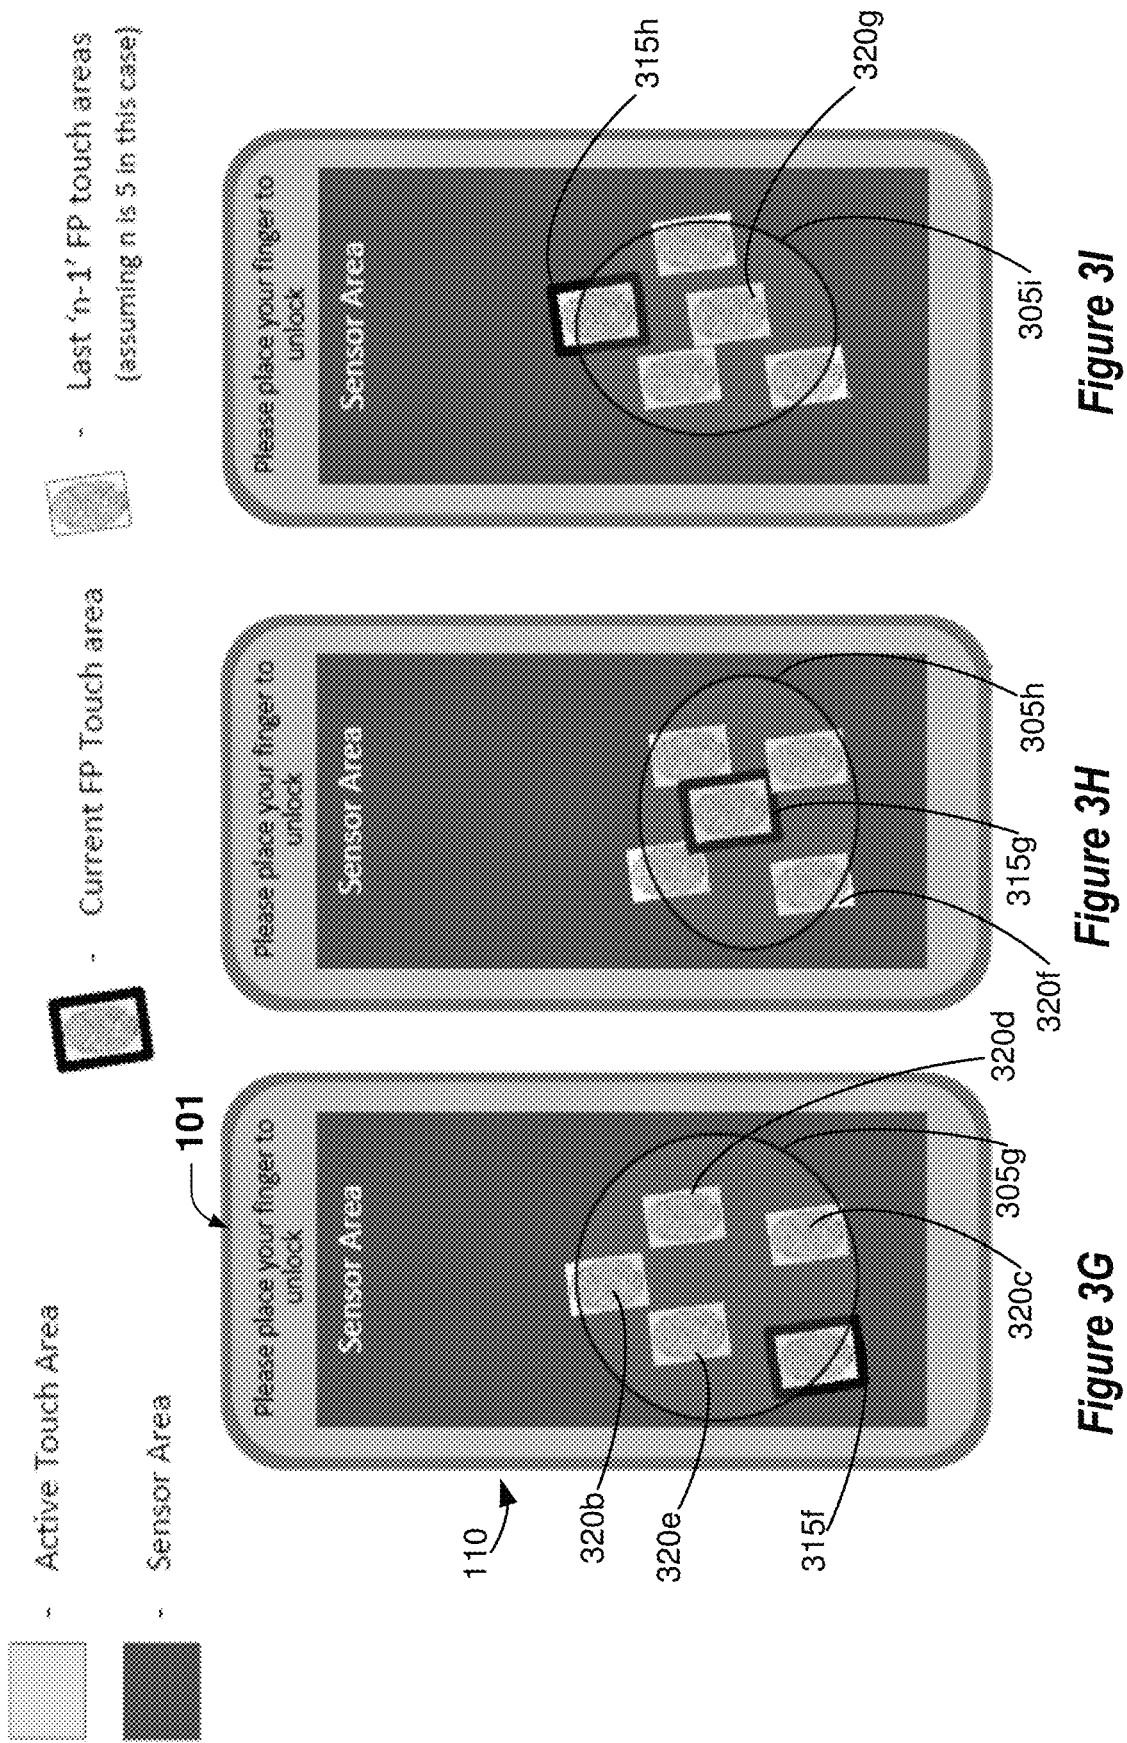 - Active Touch Area
- Sensor Area
- Current FP Touch area
- Last 'n-1' FP touch areas
(assuming n is 5 in this case)
101
110
Please place your finger to
unlock
Sensor Area
320b
320e
315f
320d
305g
320c
Figure 3G
Please place your finger to
unlock
Sensor Area
305h
315g
320f
Figure 3H
Please place your finger to
unlock
Sensor Area
315h
320g
305i
Figure 3I